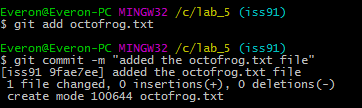 Everon@Everon-PC MINGW32 /c/lab_5 (iss91)
$ git add octofrog.txt
Everon@Everon-PC MINGW32 /c/lab_5 (iss91)
$ git commit -m "added the octofrog.txt file"
[iss91 9fae7ee] added the octofrog.txt file
 1 file changed, 0 insertions(+), 0 deletions(-)
 create mode 100644 octofrog.txt